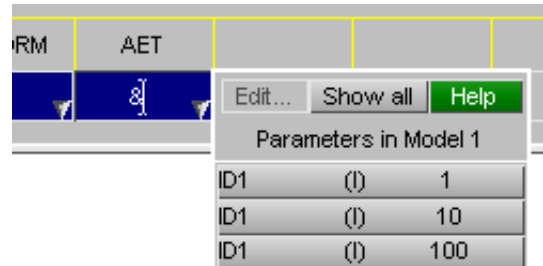 RM AET
&
Edit... Show all Help
Parameters in Model 1
ID1 (I) 1
ID1 (I) 10
ID1 (I) 100